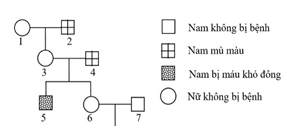 1
2
3
4
5
6
7
Nam không bị bệnh
Nam mù màu
Nam bị máu khó đông
Nữ không bị bệnh